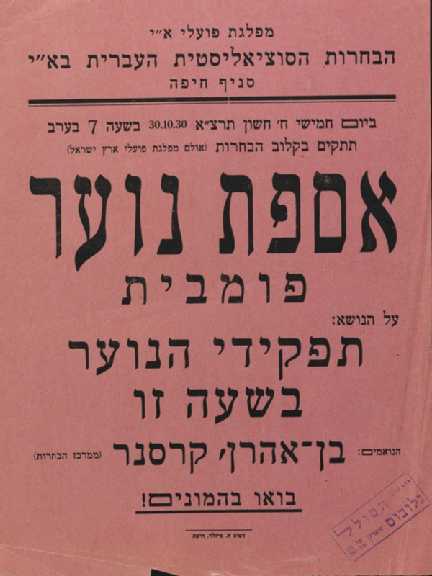 מפלגת פועלי א״י
הבחרות הסוציאליסטית העברית בא״י
סניף חיפה
ביום חמישי ח׳ חשון תרצ״א 30.10.30 בשעה 7 בערב
תתקים בקלוב הבחרות (אולם מפלגת פועלי ארץ ישראל)
אספת נוער
פומבית
על הנושא:
תפקידי הנוער
בשעה זו
הנואמים: בן־אהרן, קרסנר (ממרכז הבחרות)
בואו בהמונים!
חיפה
הסולל